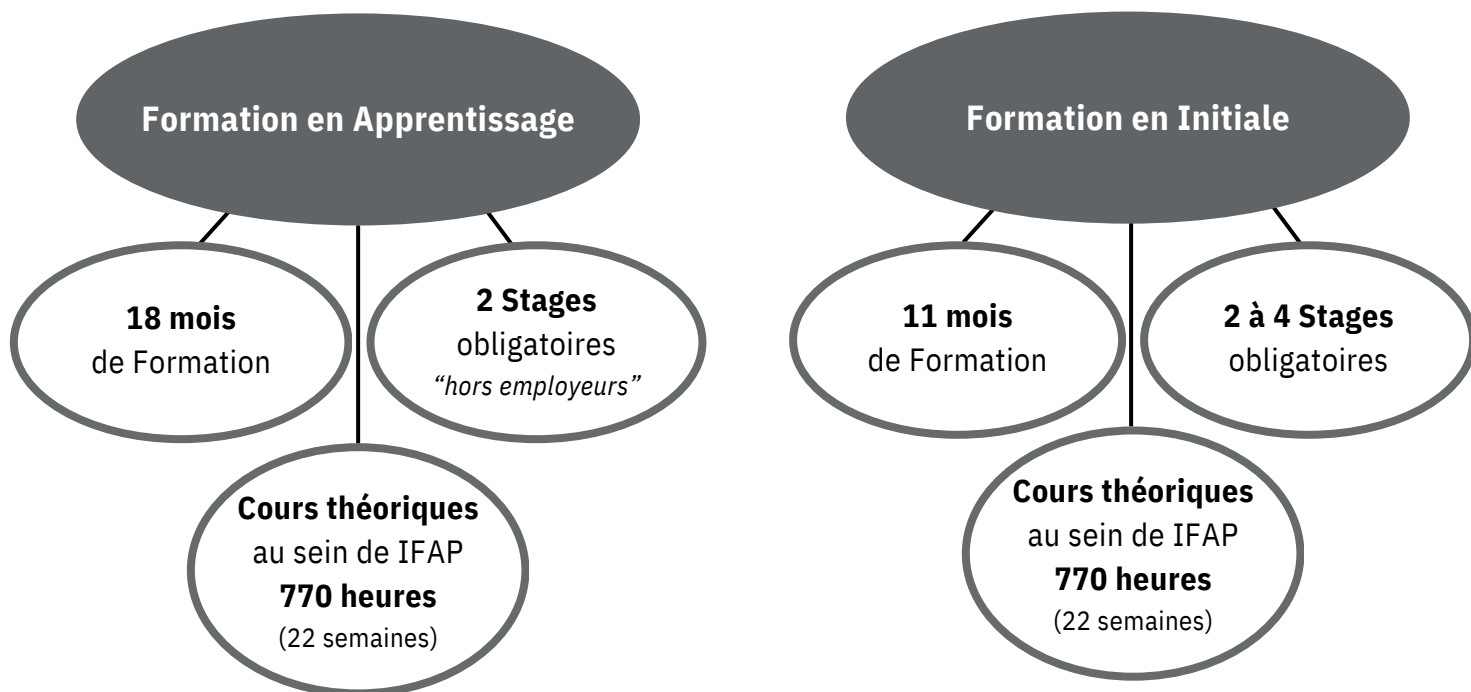 Formation en Apprentissage
18 mois
de Formation
2 Stages
obligatoires
“hors employeurs”
Cours théoriques
au sein de IFAP
770 heures
(22 semaines)
Formation en Initiale
11 mois
de Formation
2 à 4 Stages
obligatoires
Cours théoriques
au sein de IFAP
770 heures
(22 semaines)